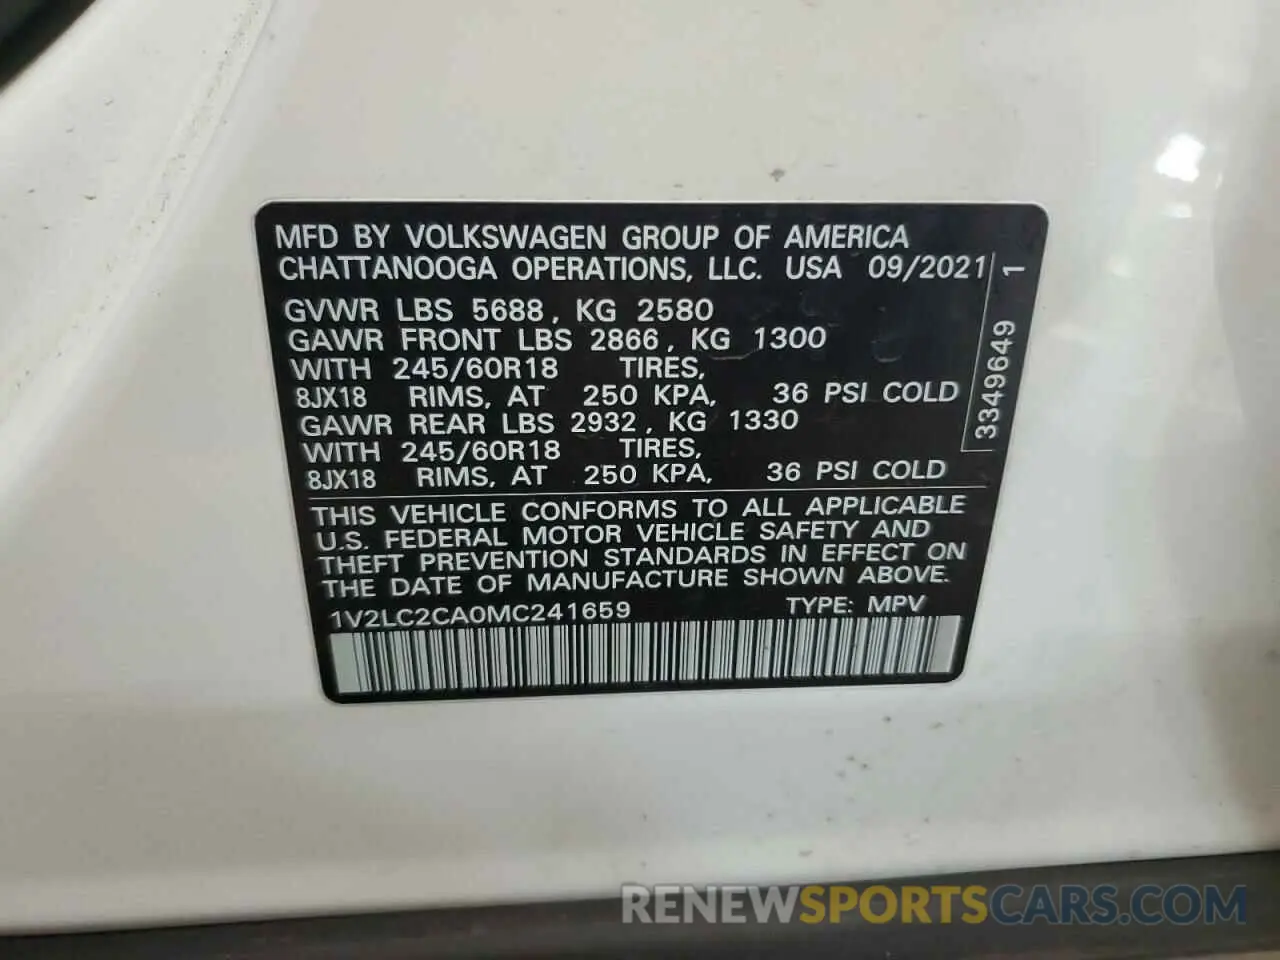 MFD BY VOLKSWAGEN GROUP OF AMERICA
CHATTANOOGA OPERATIONS, LLC. USA 09/2021
GVWR LBS 5688, KG 2580
GAWR FRONT LBS 2866, KG 1300
WITH 245/60R18 TIRES,
8JX18 RIMS, AT 250 KPA, 36 PSI COLD
GAWR REAR LBS 2932, KG 1330
WITH 245/60R18 TIRES,
8JX18 RIMS, AT 250 KPA, 36 PSI COLD
THIS VEHICLE CONFORMS TO ALL APPLICABLE
U.S. FEDERAL MOTOR VEHICLE SAFETY AND
THEFT PREVENTION STANDARDS IN EFFECT ON
THE DATE OF MANUFACTURE SHOWN ABOVE.
1V2LC2CA0MC241659 TYPE: MPV
3349649 1
RENEWSPORTSCARS.COM